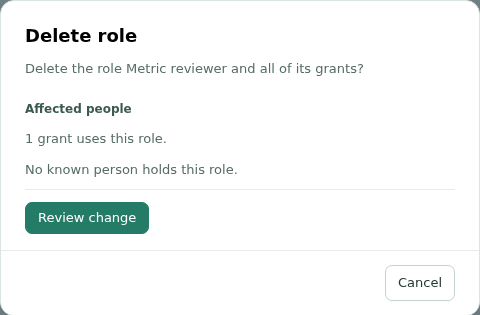 Delete role
Delete the role Metric reviewer and all of its grants?
Affected people
1 grant uses this role.
No known person holds this role.
Review change
Cancel